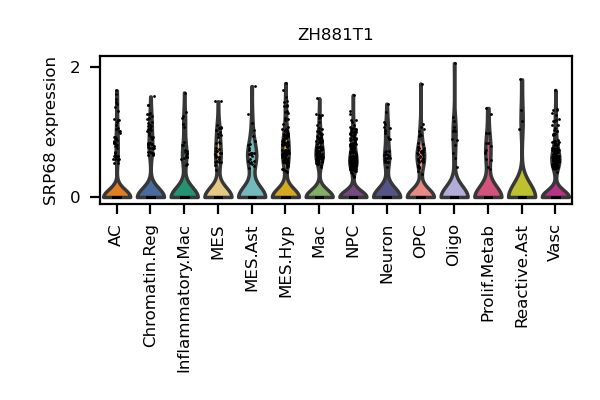 ZH881T1
SRP68 expression
2
0
AC
Chromatin.Reg
Inflammatory.Mac
MES
MES.Ast
MES.Hyp
Mac
NPC
Neuron
OPC
Oligo
Prolif.Metab
Reactive.Ast
Vasc